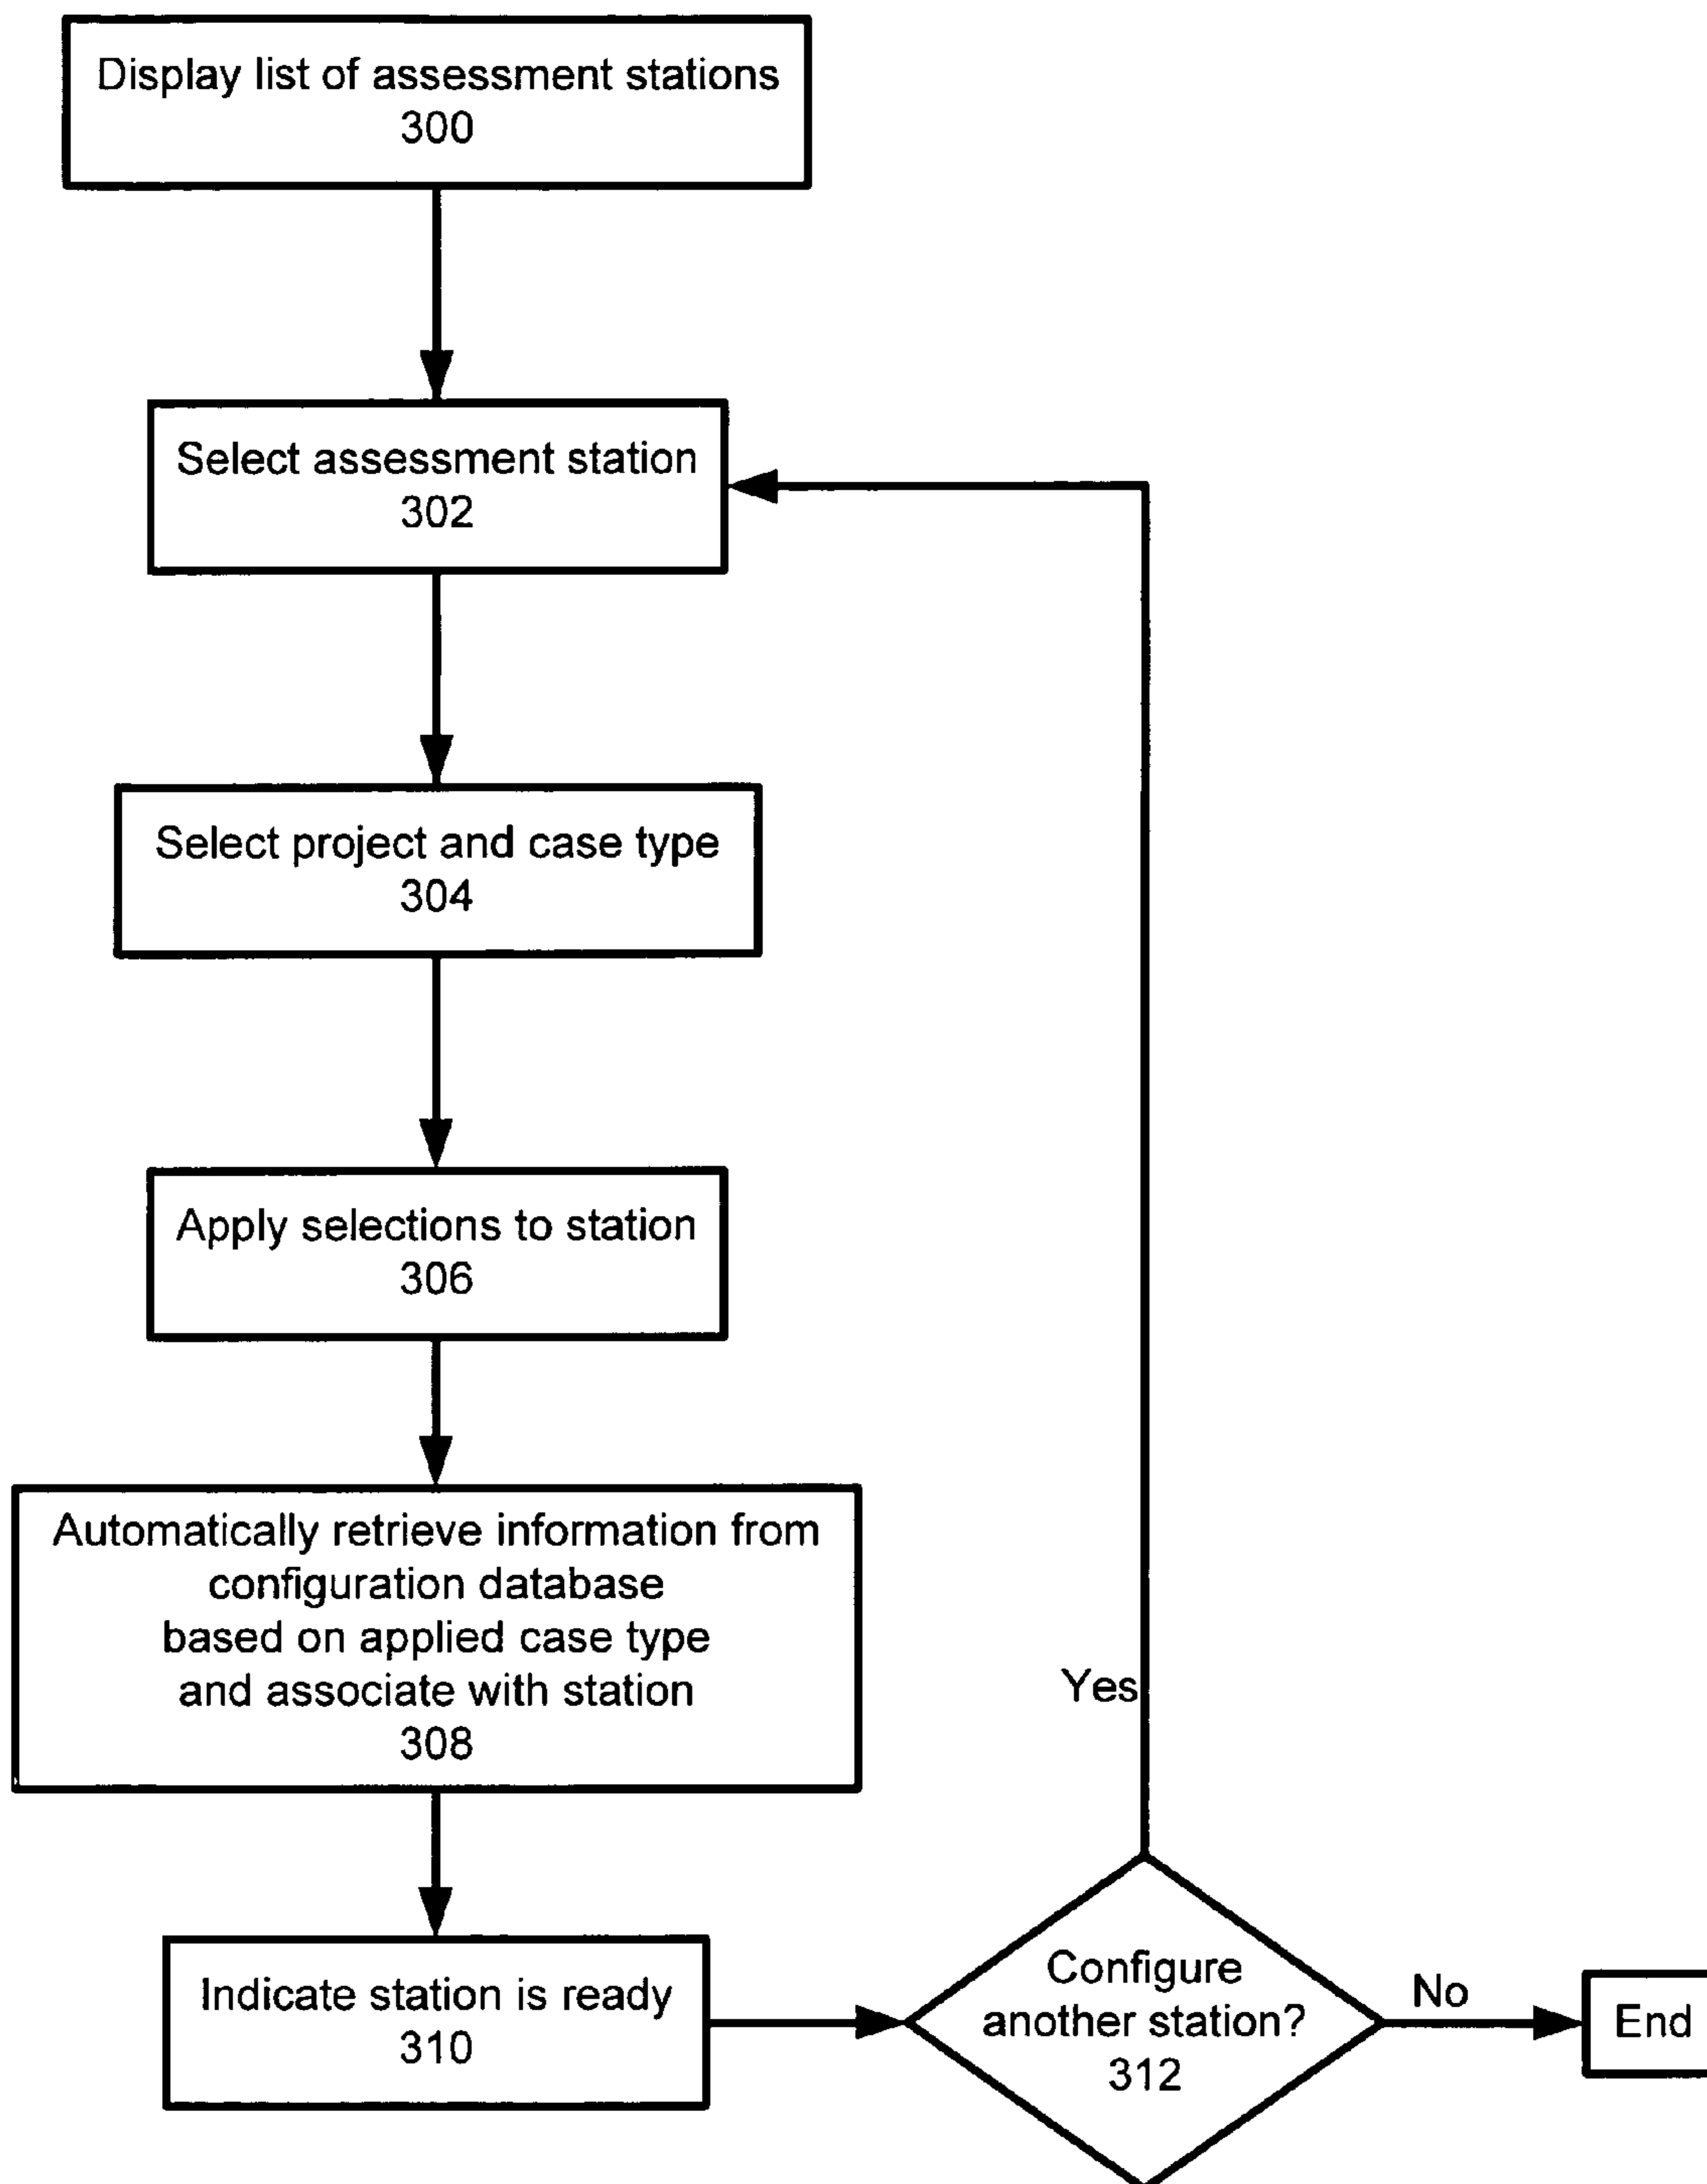 Display list of assessment stations
300
Select assessment station
302
Select project and case type
304
Apply selections to station
306
Automatically retrieve information from
configuration database
based on applied case type
and associate with station
308
Yes
Indicate station is ready
310
Configure
another station?
312
No
End